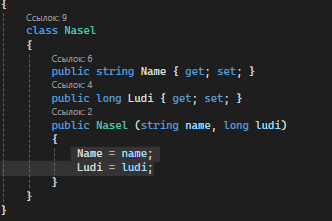 {
Ссылок: 9
class Nasel
{
Ссылок: 6
public string Name { get; set; }
Ссылок: 4
public long Ludi { get; set; }
Ссылок: 2
public Nasel (string name, long ludi)
{
Name = name;
Ludi = ludi;
}
}
}